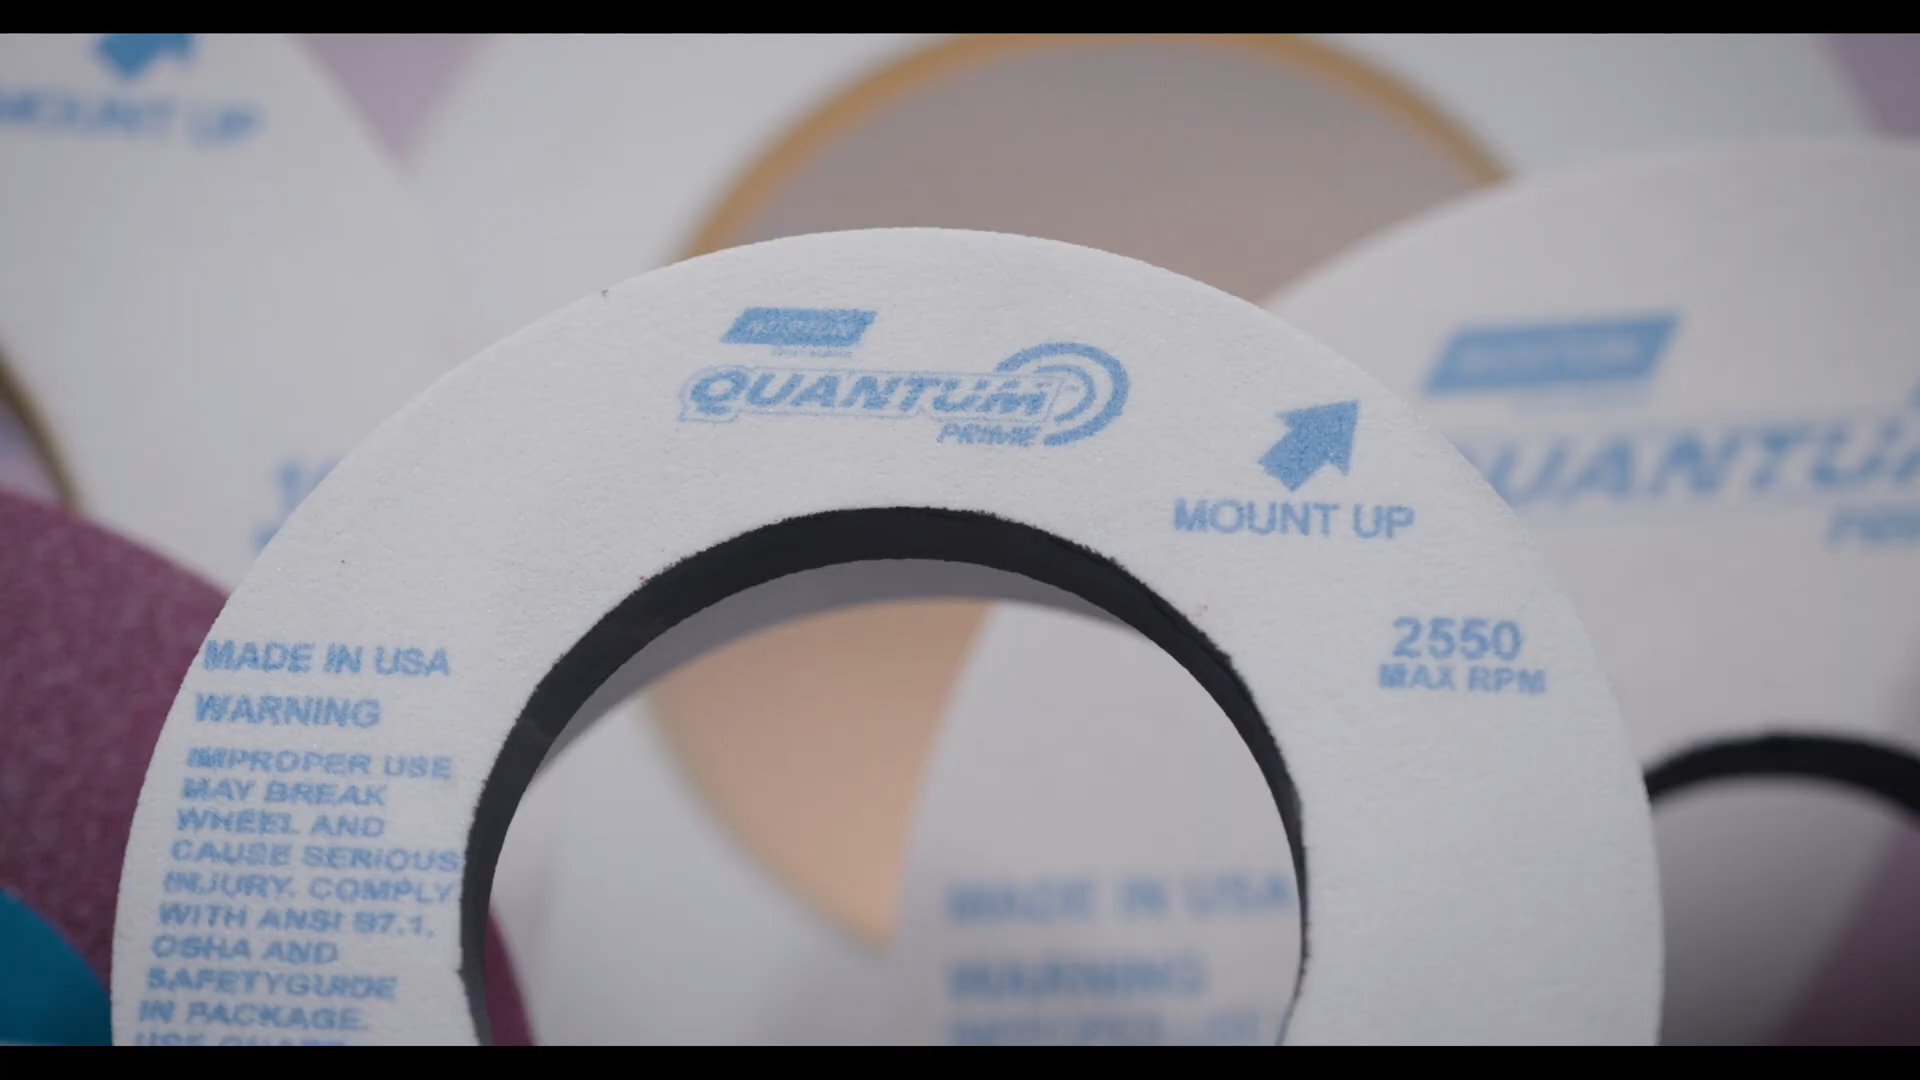 MOUNT UP
NORTON
QUANTUM
PRIME
MOUNT UP
2550
MAX RPM
MADE IN USA
WARNING
IMPROPER USE
MAY BREAK
WHEEL AND
CAUSE SERIOUS
INJURY. COMPLY
WITH ANSI B7.1,
OSHA AND
SAFETYGUIDE
IN PACKAGE.
QUANTUM
MADE IN USA
WARNING